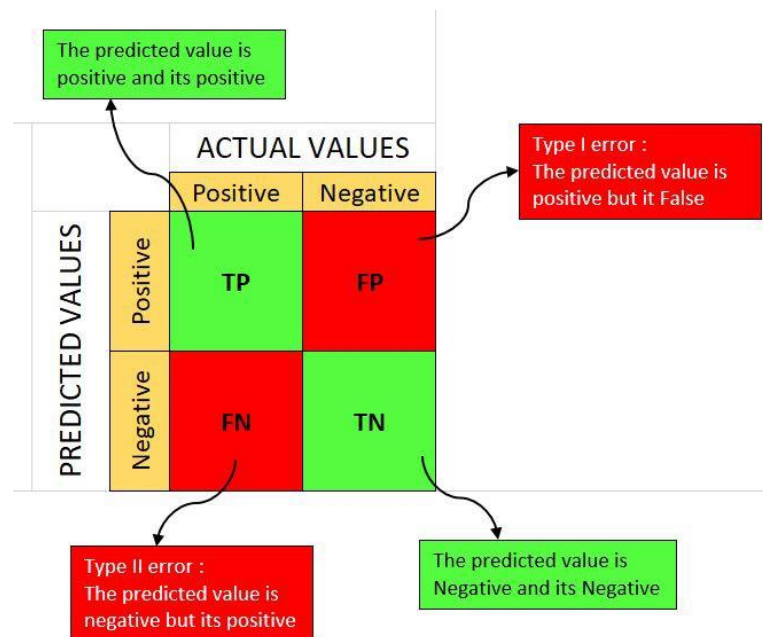 The predicted value is
positive and its positive
ACTUAL VALUES
Positive Negative
Type I error :
The predicted value is
positive but it False
PREDICTED VALUES
Positive
TP FP
Negative
FN TN
Type II error :
The predicted value is
negative but its positive
The predicted value is
Negative and its Negative